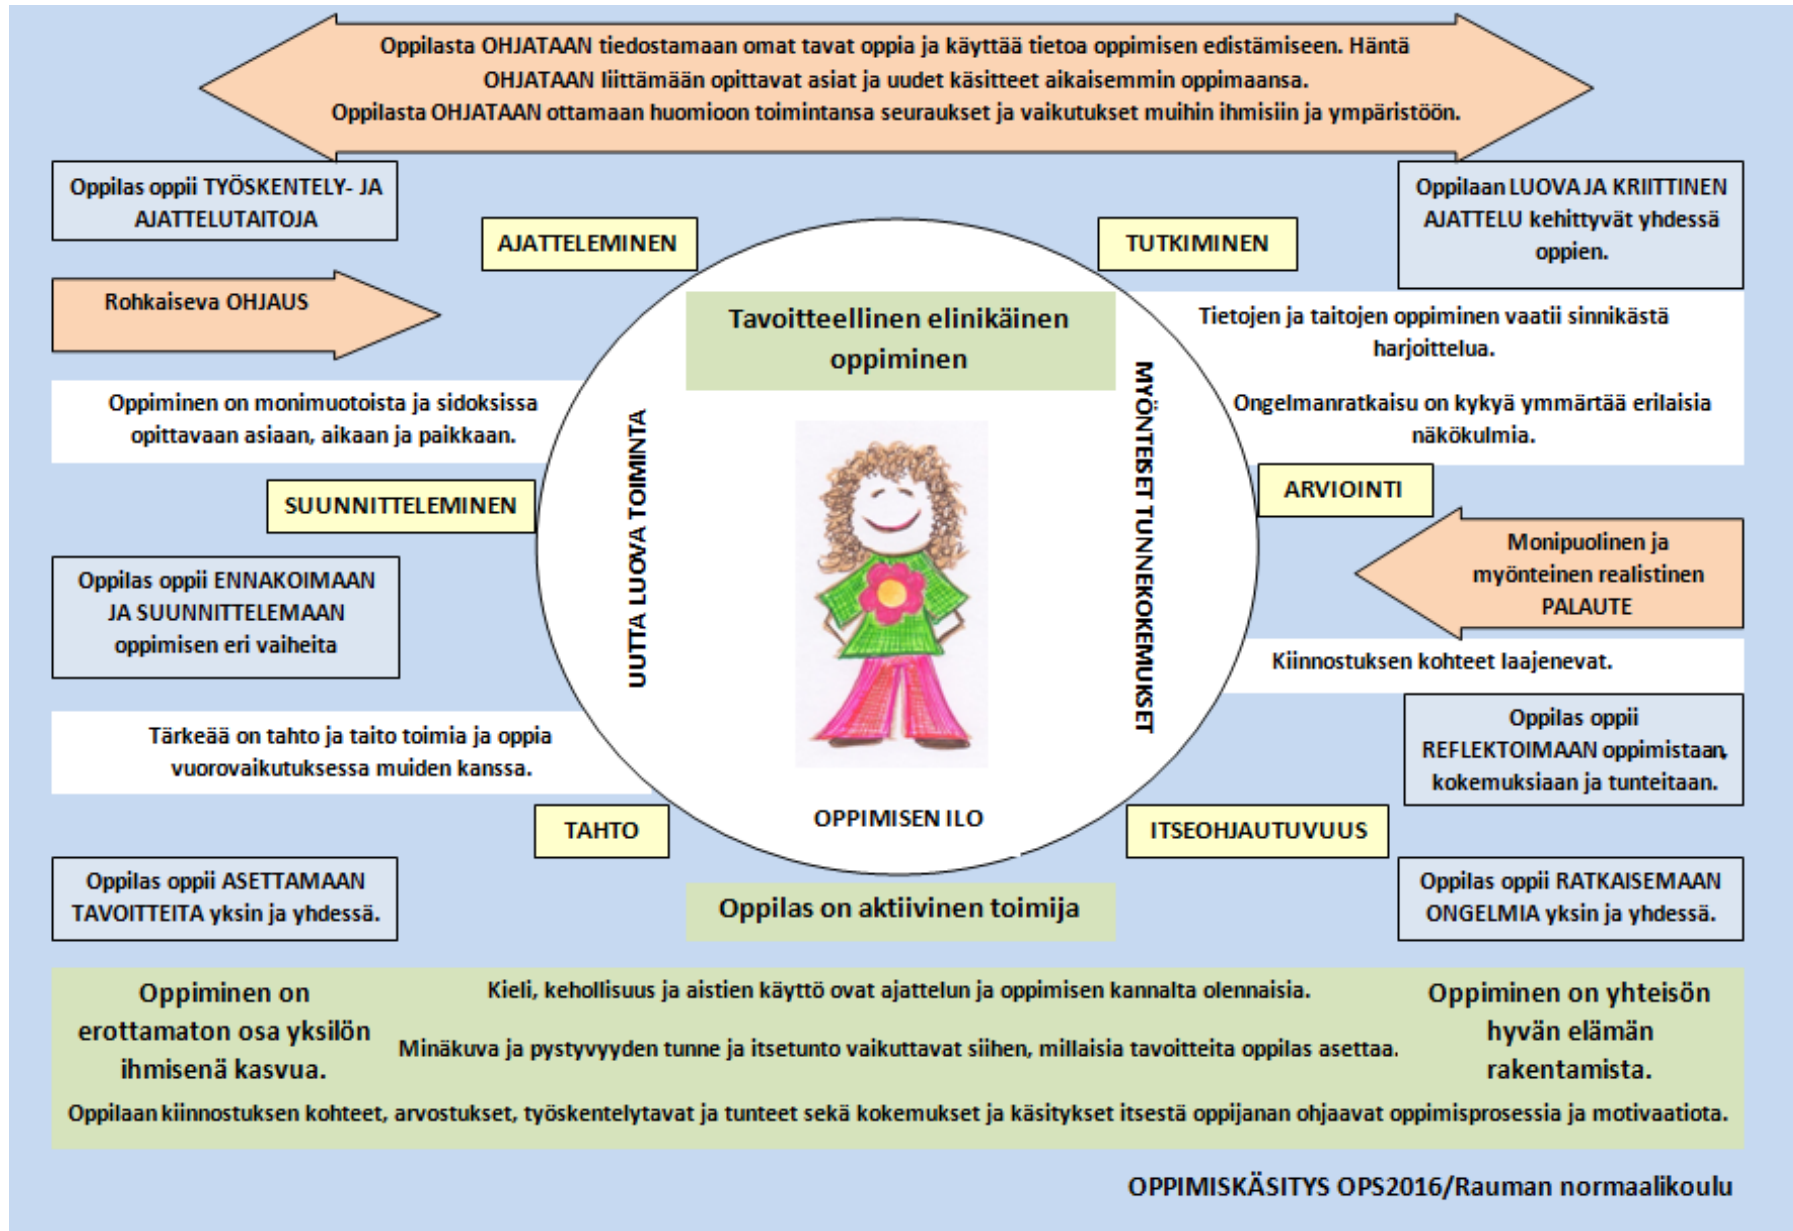 Oppilasta OHJATAAN tiedostamaan omat tavat oppia ja käyttää tietoa oppimisen edistämiseen. Häntä
OHJATAAN liittämään opittavat asiat ja uudet käsitteet aikaisemmin oppimaansa.
Oppilasta OHJATAAN ottamaan huomioon toimintansa seuraukset ja vaikutukset muihin ihmisiin ja ympäristöön.
Oppilas oppii TYÖSKENTELY- JA
AJATTELUTAITOJA
Oppilaan LUOVA JA KRIITTINEN
AJATTELU kehittyvät yhdessä
oppien.
AJATTELEMINEN
TUTKIMINEN
Rohkaiseva OHJAUS
Tavoitteellinen elinikäinen
oppiminen
Tietojen ja taitojen oppiminen vaatii sinnikästä
harjoittelua.
Ongelmanratkaisu on kykyä ymmärtää erilaisia
näkökulmia.
Oppiminen on monimuotoista ja sidoksissa
opittavaan asiaan, aikaan ja paikkaan.
UUTTA LUOVA TOIMINTA
MYÖNTEISET TUNNEKOKEMUKSET
SUUNNITTELEMINEN
ARVIOINTI
Monipuolinen ja
myönteinen realistinen
PALAUTE
Oppilas oppii ENNAKOIMAAN
JA SUUNNITTELEMAAN
oppimisen eri vaiheita
Kiinnostuksen kohteet laajenevat.
Tärkeää on tahto ja taito toimia ja oppia
vuorovaikutuksessa muiden kanssa.
Oppilas oppii
REFLEKTOIMAAN oppimistaan,
kokemuksiaan ja tunteitaan.
TAHTO
OPPIMISEN ILO
ITSEOHJAUTUVUUS
Oppilas oppii ASETTAMAAN
TAVOITTEITA yksin ja yhdessä.
Oppilas on aktiivinen toimija
Oppilas oppii RATKAISEMAAN
ONGELMIA yksin ja yhdessä.
Oppiminen on
erottamaton osa yksilön
ihmisenä kasvua.
Kieli, kehollisuus ja aistien käyttö ovat ajattelun ja oppimisen kannalta olennaisia.
Minäkuva ja pystyvyyden tunne ja itsetunto vaikuttavat siihen, millaisia tavoitteita oppilas asettaa.
Oppiminen on yhteisön
hyvän elämän
rakentamista.
Oppilaan kiinnostuksen kohteet, arvostukset, työskentelytavat ja tunteet sekä kokemukset ja käsitykset itsestä oppijanan ohjaavat oppimisprosessia ja motivaatiota.
OPPIMISKÄSITYS OPS2016/Rauman normaalikoulu